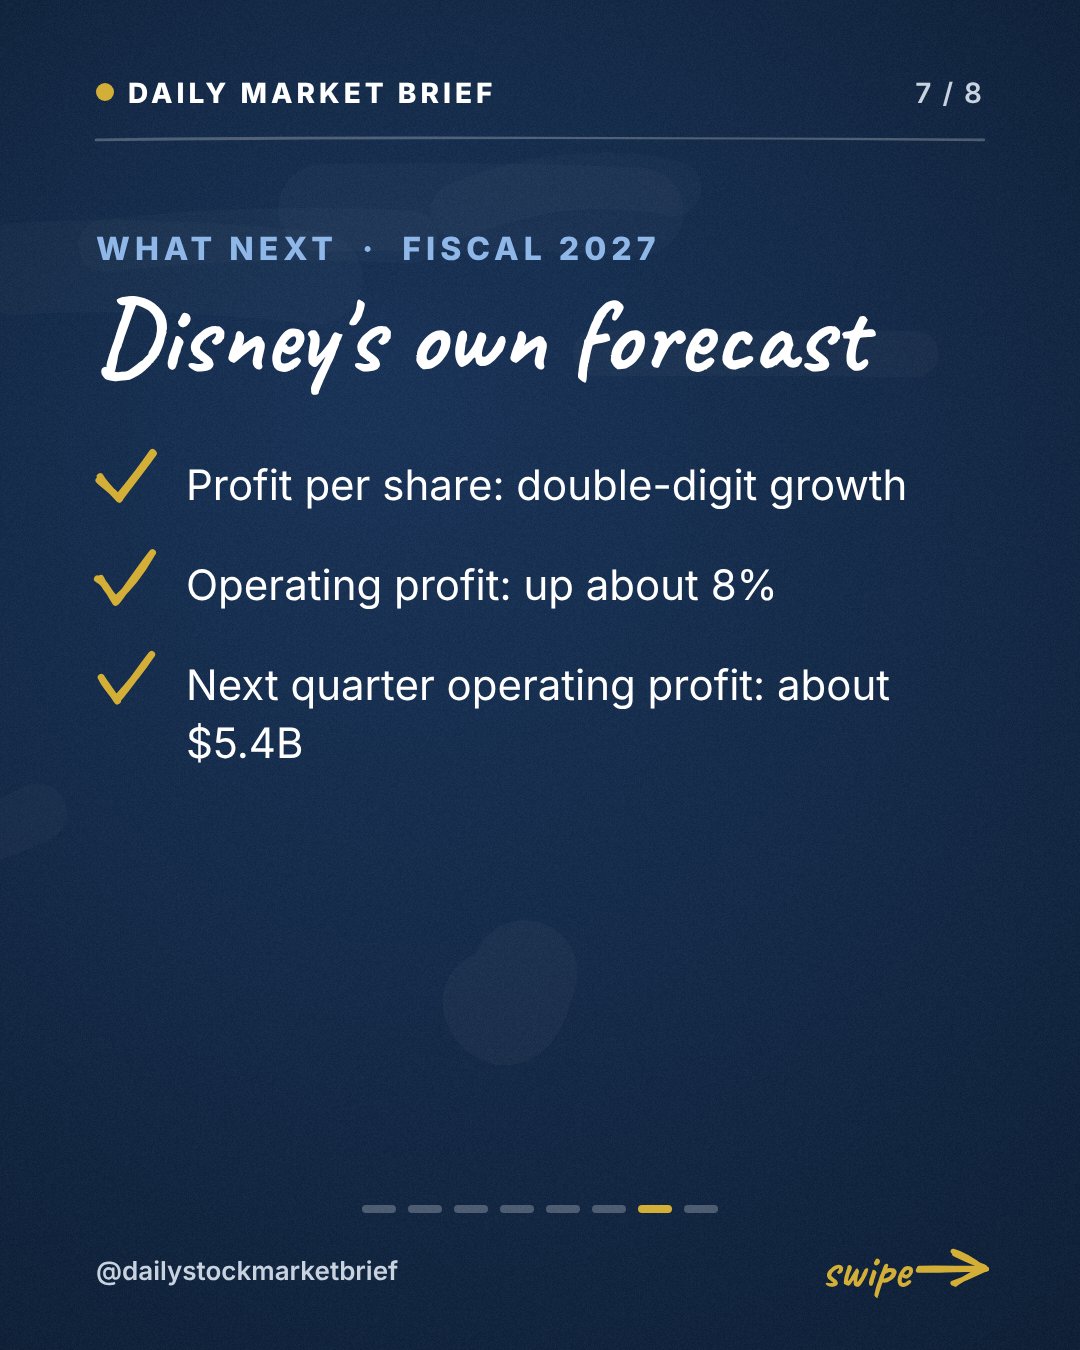 DAILY MARKET BRIEF
7 / 8
WHAT NEXT · FISCAL 2027
Disney's own forecast
Profit per share: double-digit growth
Operating profit: up about 8%
Next quarter operating profit: about
$5.4B
@dailystockmarketbrief
swipe